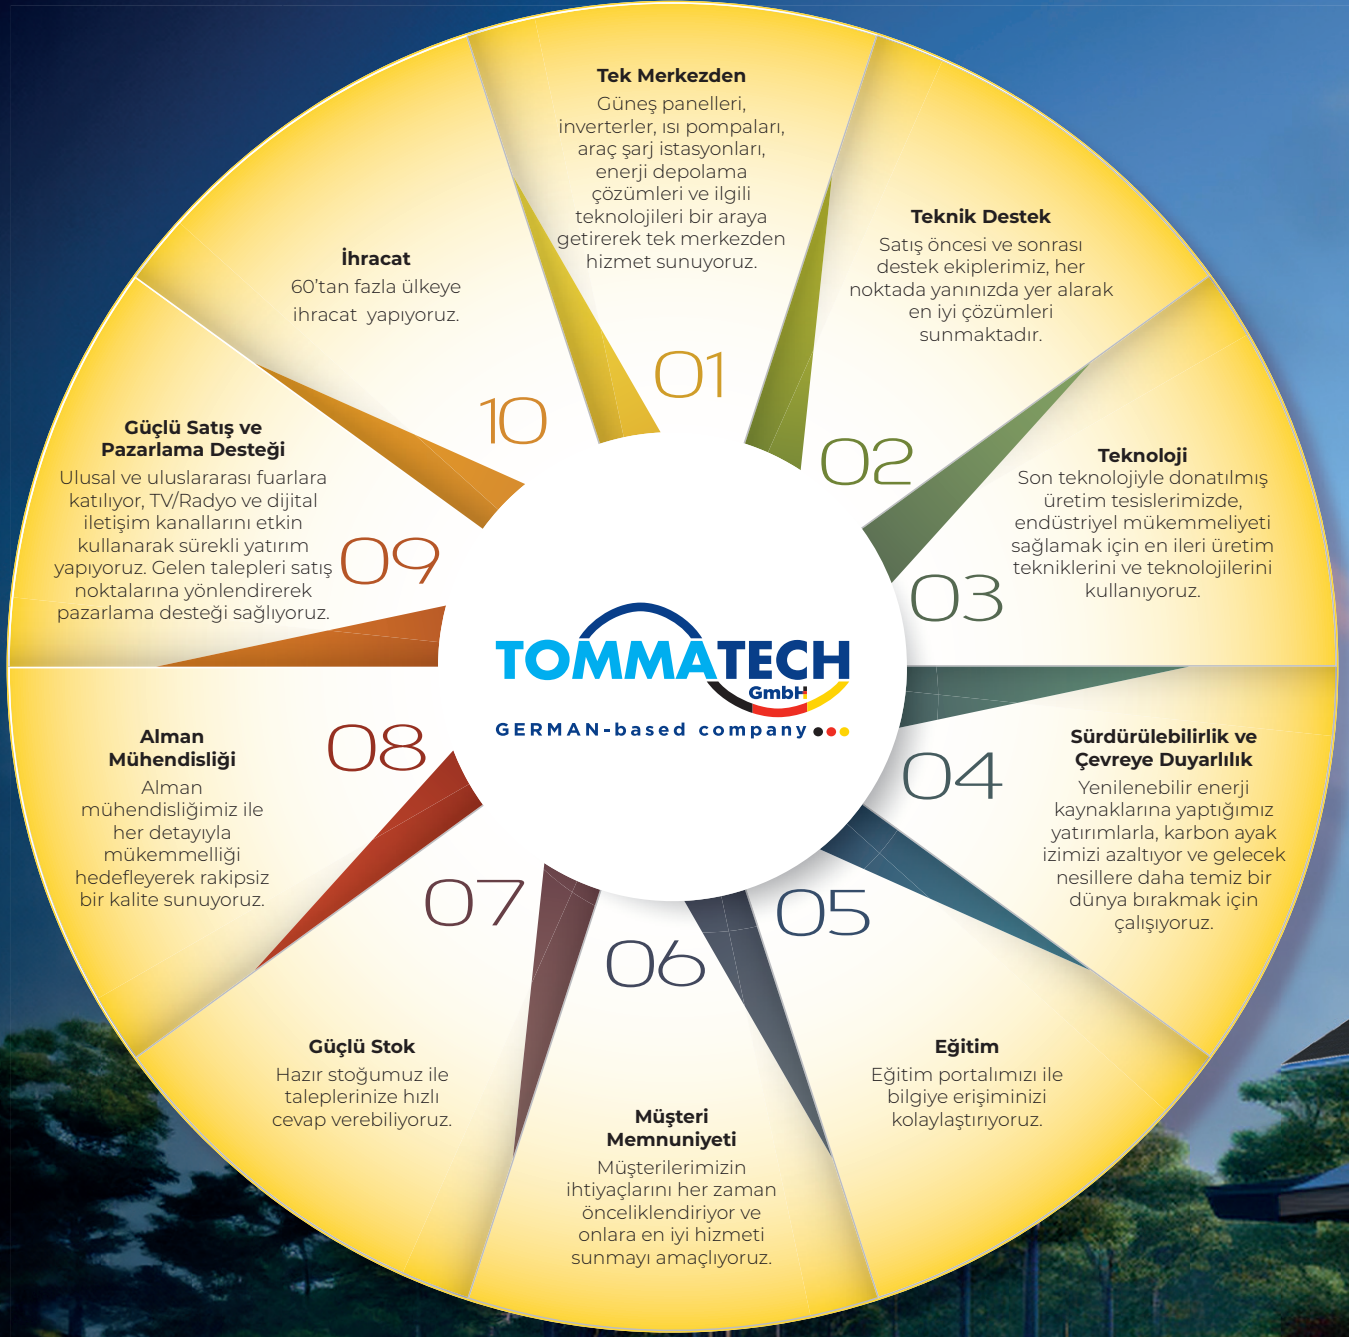 Tek Merkezden
Güneş panelleri,
inverterler, ısı pompaları,
araç şarj istasyonları,
enerji depolama
çözümleri ve ilgili
teknolojileri bir araya
getirerek tek merkezden
hizmet sunuyoruz.
01
Teknik Destek
Satış öncesi ve sonrası
destek ekiplerimiz, her
noktada yanınızda yer alarak
en iyi çözümleri
sunmaktadır.
02
Teknoloji
Son teknolojiyle donatılmış
üretim tesislerimizde,
endüstriyel mükemmeliyeti
sağlamak için en ileri üretim
tekniklerini ve teknolojilerini
kullanıyoruz.
03
Sürdürülebilirlik ve
Çevreye Duyarlılık
Yenilenebilir enerji
kaynaklarına yaptığımız
yatırımlarla, karbon ayak
izimizi azaltıyor ve gelecek
nesillere daha temiz bir
dünya bırakmak için
çalışıyoruz.
04
Eğitim
Eğitim portalımızı ile
bilgiye erişiminizi
kolaylaştırıyoruz.
05
Müşteri
Memnuniyeti
Müşterilerimizin
ihtiyaçlarını her zaman
önceliklendiriyor ve
onlara en iyi hizmeti
sunmayı amaçlıyoruz.
06
Güçlü Stok
Hazır stoğumuz ile
taleplerinize hızlı
cevap verebiliyoruz.
07
Alman
Mühendisliği
Alman
mühendisliğimiz ile
her detayıyla
mükemmelliği
hedefleyerek rakipsiz
bir kalite sunuyoruz.
08
Güçlü Satış ve
Pazarlama Desteği
Ulusal ve uluslararası fuarlara
katılıyor, TV/Radyo ve dijital
iletişim kanallarını etkin
kullanarak sürekli yatırım
yapıyoruz. Gelen talepleri satış
noktalarına yönlendirerek
pazarlama desteği sağlıyoruz.
09
İhracat
60’tan fazla ülkeye
ihracat yapıyoruz.
10
TOMMATECH
GmbH
GERMAN-based company